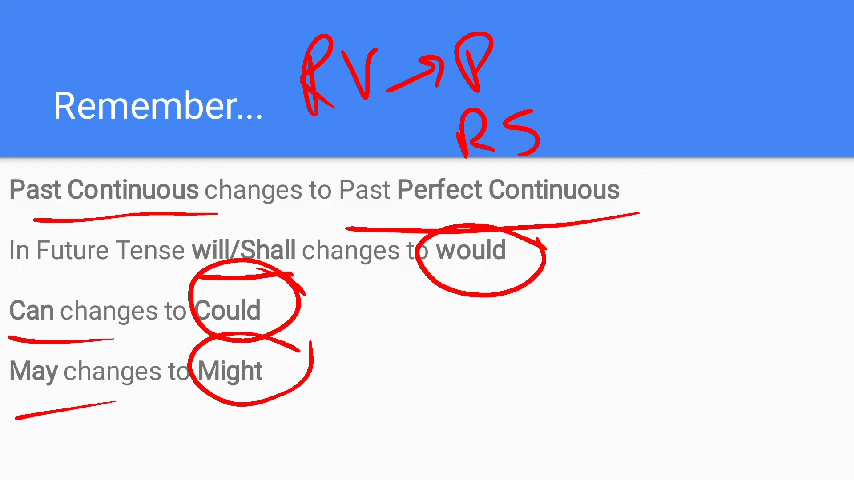 RV → P
Remember...
RS
Past Continuous changes to Past Perfect Continuous
In Future Tense will/Shall changes to would
Can changes to Could
May changes to Might